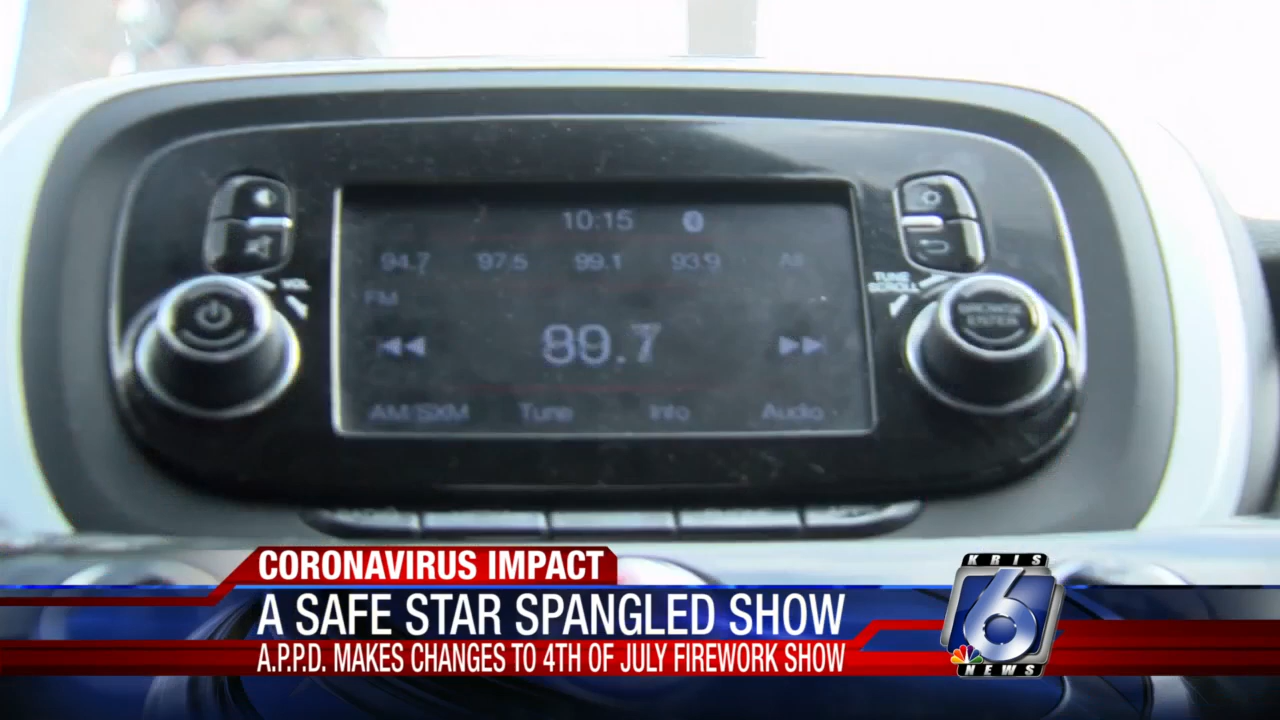 10:15
94.7 97.5 99.1 93.9 All
VOL
TUNE
SCROLL
FM
BROWSE
ENTER
89.7
AM/SXM Tune Info Audio
CORONAVIRUS IMPACT
A SAFE STAR SPANGLED SHOW
A.P.P.D. MAKES CHANGES TO 4TH OF JULY FIREWORK SHOW
KRIS
6
NEWS